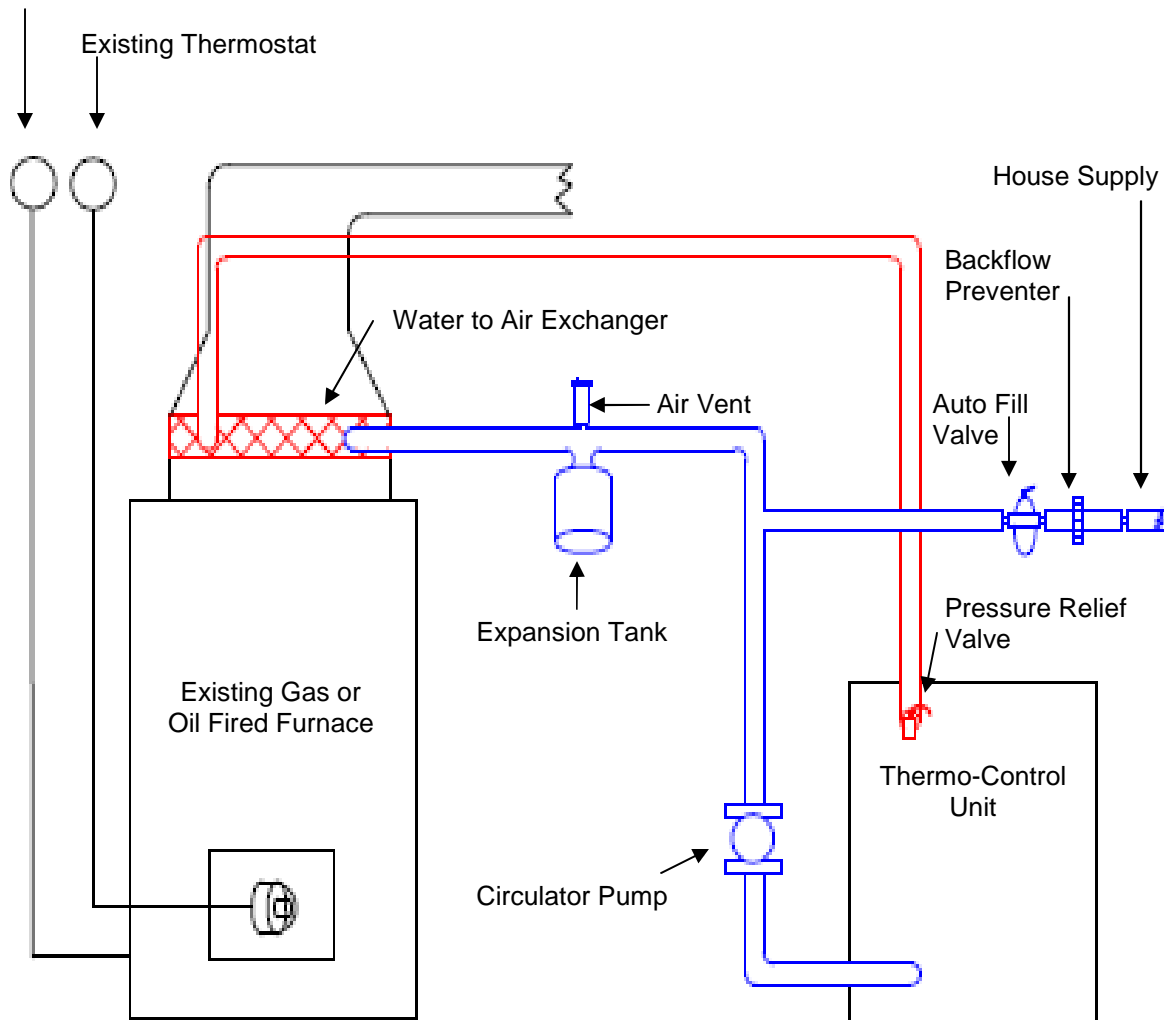 Existing Thermostat
House Supply
Backflow
Preventer
Water to Air Exchanger
Air Vent
Auto Fill
Valve
Expansion Tank
Pressure Relief
Valve
Existing Gas or
Oil Fired Furnace
Thermo-Control
Unit
Circulator Pump